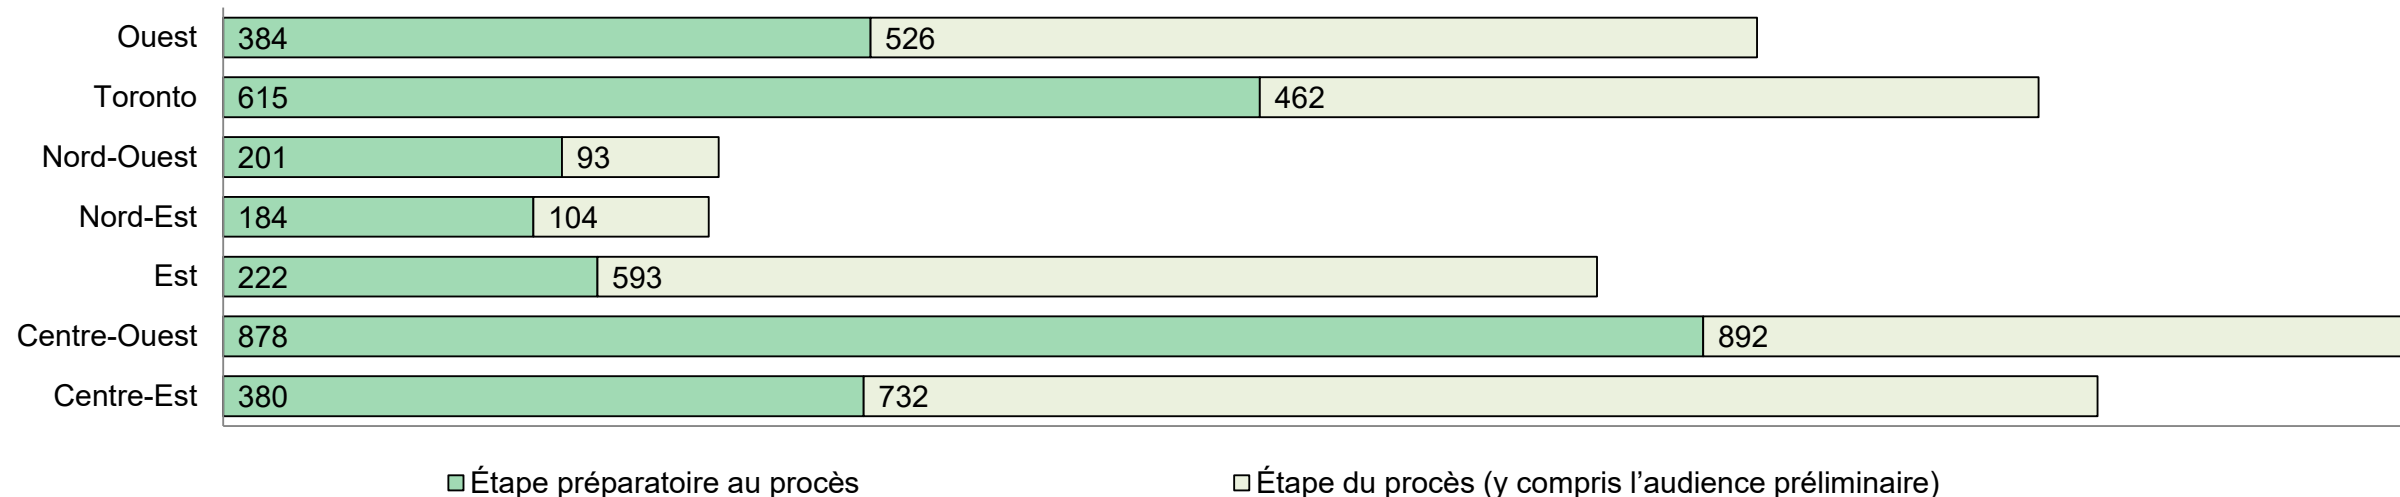 Ouest 384 526
Toronto 615 462
Nord-Ouest 201 93
Nord-Est 184 104
Est 222 593
Centre-Ouest 878 892
Centre-Est 380 732
Étape préparatoire au procès Étape du procès (y compris l’audience préliminaire)